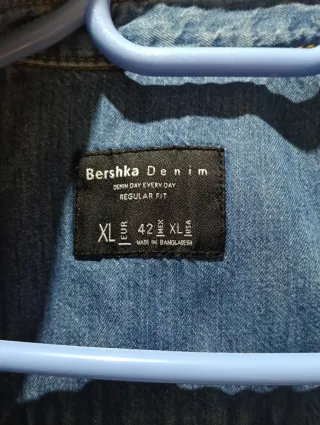 Bershka Denim
DENIM DAY EVERY DAY
REGULAR FIT
XL EUR 42 MEX XL USA
MADE IN BANGLADESH